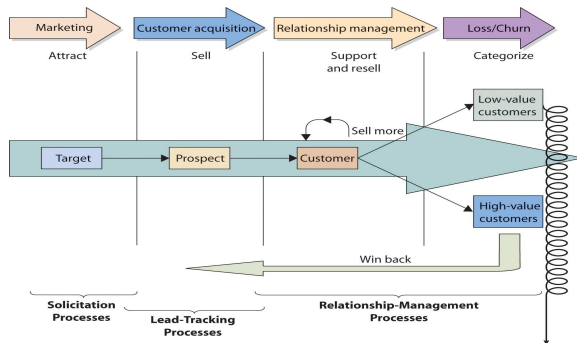 Marketing
Customer acquisition
Relationship management
Loss/Churn
Attract
Sell
Support
and resell
Categorize
Low-value
customers
Sell more
Target
Prospect
Customer
High-value
customers
Win back
Solicitation
Processes
Lead-Tracking
Processes
Relationship-Management
Processes